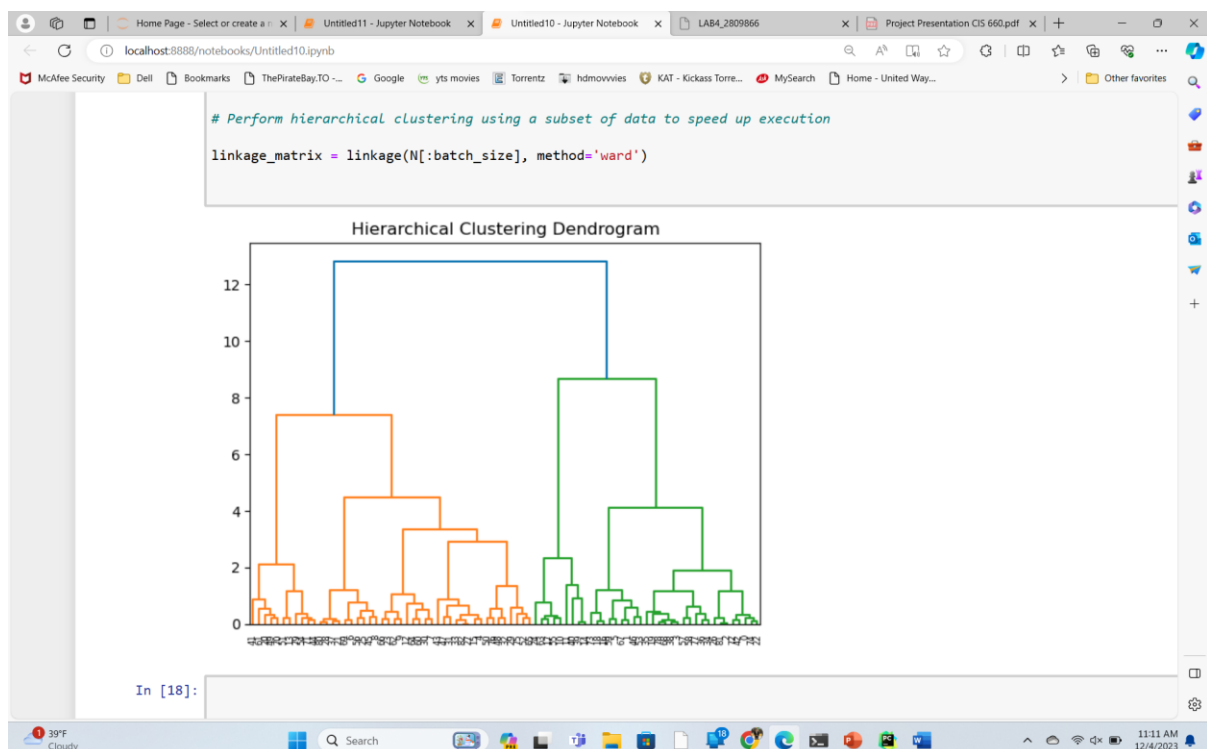 Home Page - Select or create a n
Untitled11 - Jupyter Notebook
Untitled10 - Jupyter Notebook
LAB4_2809866
Project Presentation CIS 660.pdf
localhost:8888/notebooks/Untitled10.ipynb
McAfee Security
Dell
Bookmarks
ThePirateBay.TO -...
Google
yts movies
Torrentz
hdmovvies
KAT - Kickass Torre...
MySearch
Home - United Way...
Other favorites
# Perform hierarchical clustering using a subset of data to speed up execution
linkage_matrix = linkage(N[:batch_size], method='ward')
Hierarchical Clustering Dendrogram
12
10
8
6
4
2
0
In [18]:
1
39°F
Cloudy
Search
18
11:11 AM
12/4/2023